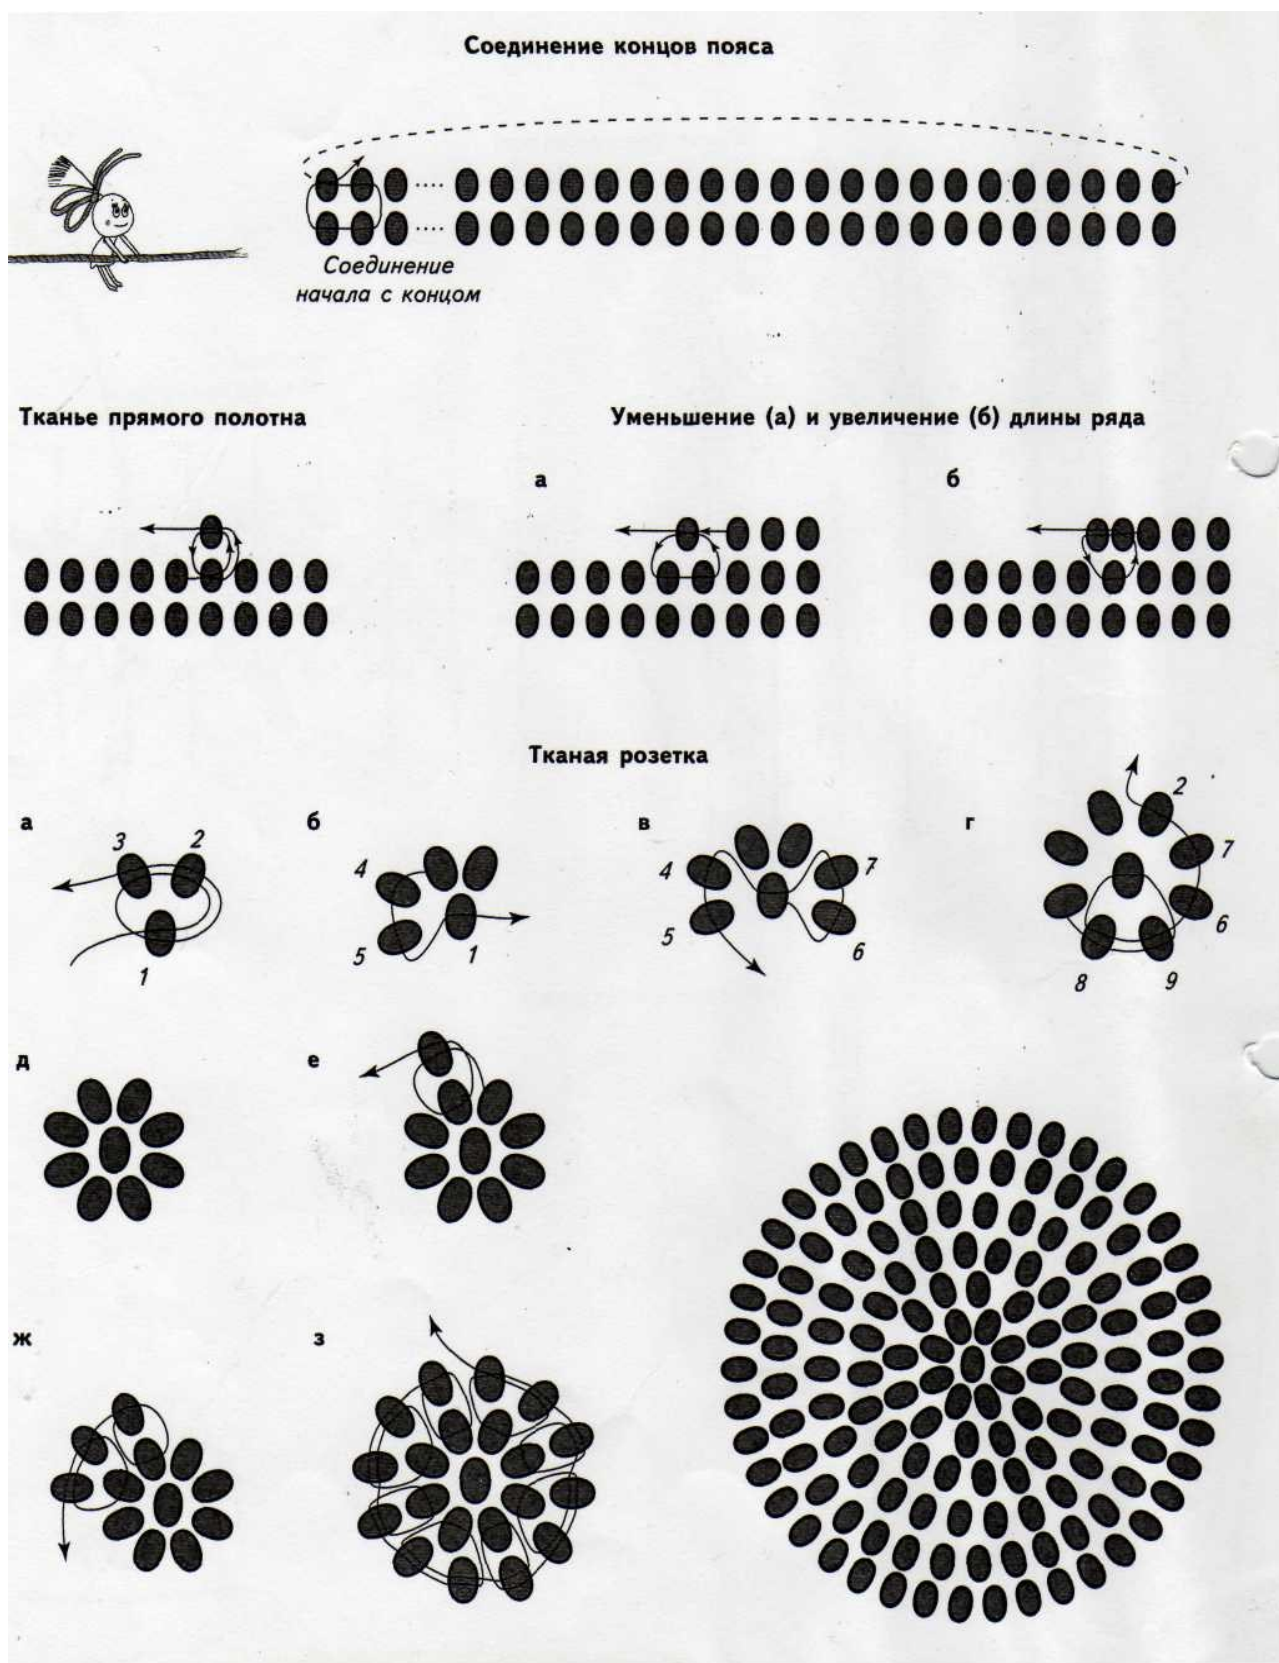 Соединение концов пояса
Соединение
начала с концом
Тканье прямого полотна
Уменьшение (а) и увеличение (б) длины ряда
а
б
Тканая розетка
а
3
2
1
б
4
5
1
в
4
5
7
6
г
2
7
6
8
9
д
е
ж
з